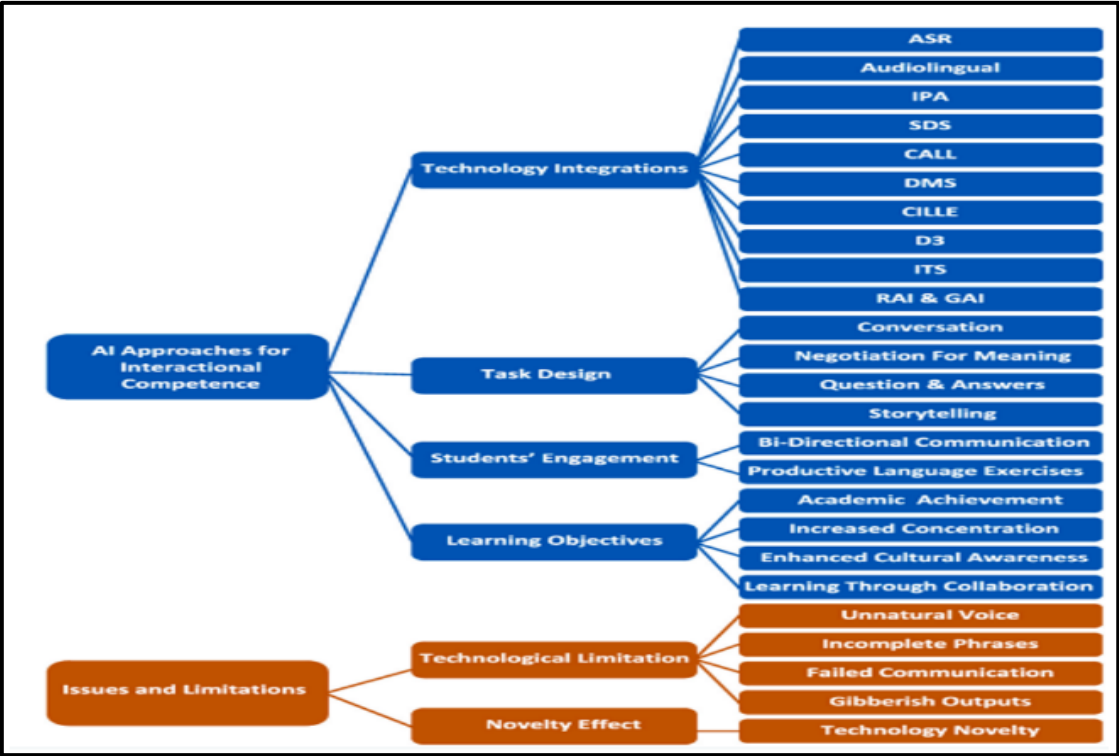 ASR
Audiolingual
IPA
SDS
Technology Integrations
CALL
DMS
CILLE
D3
ITS
RAI & GAI
AI Approaches for
Interactional
Competence
Task Design
Conversation
Negotiation For Meaning
Question & Answers
Storytelling
Students’ Engagement
Bi-Directional Communication
Productive Language Exercises
Learning Objectives
Academic Achievement
Increased Concentration
Enhanced Cultural Awareness
Learning Through Collaboration
Issues and Limitations
Technological Limitation
Unnatural Voice
Incomplete Phrases
Failed Communication
Gibberish Outputs
Novelty Effect
Technology Novelty